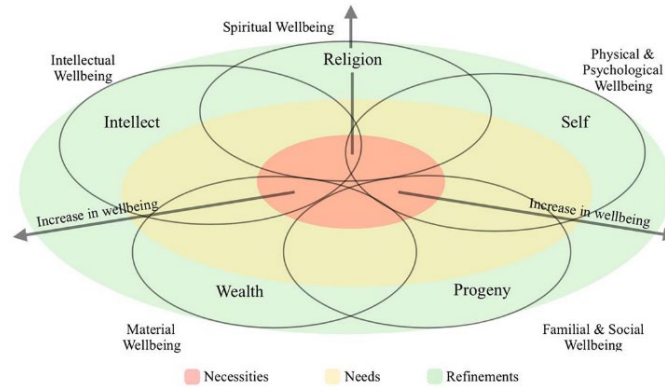 Spiritual Wellbeing
Intellectual
Wellbeing
Physical &
Psychological
Wellbeing
Religion
Intellect
Self
Increase in wellbeing
Increase in wellbeing
Wealth
Progeny
Material
Wellbeing
Familial & Social
Wellbeing
Necessities
Needs
Refinements